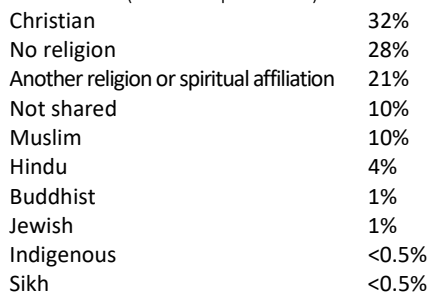 Christian 32%
No religion 28%
Another religion or spiritual affiliation 21%
Not shared 10%
Muslim 10%
Hindu 4%
Buddhist 1%
Jewish 1%
Indigenous <0.5%
Sikh <0.5%